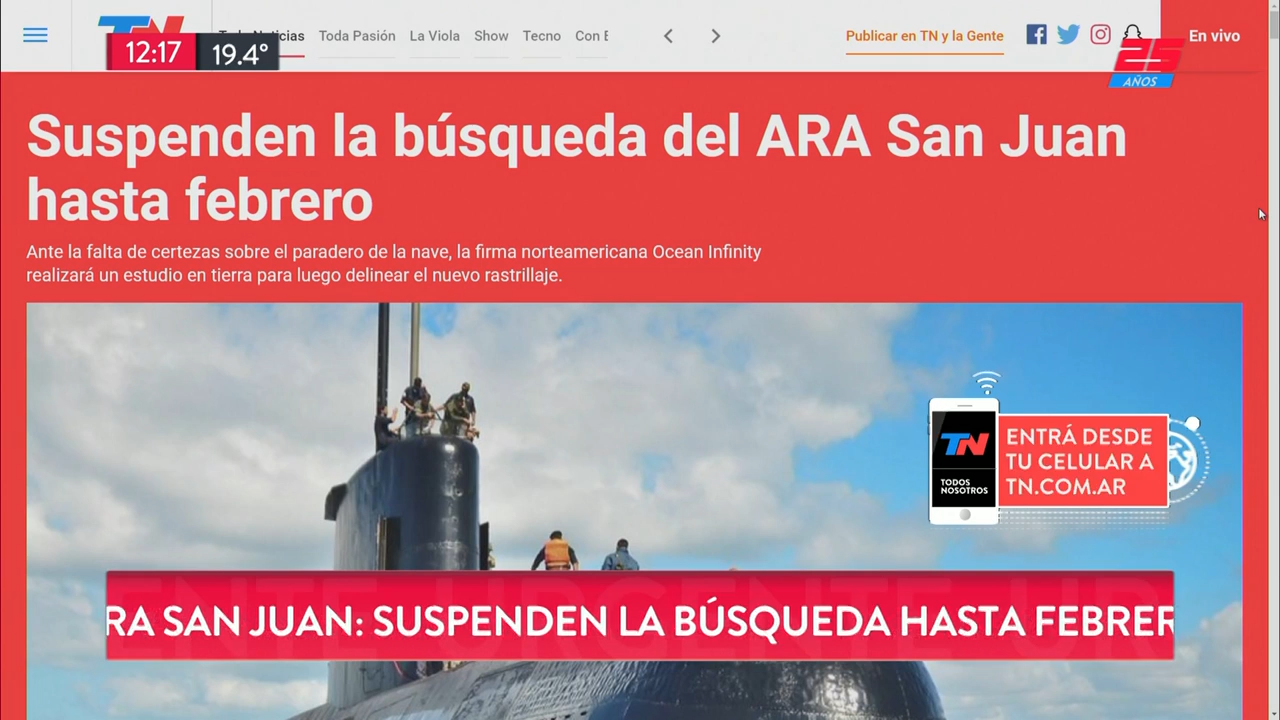 TN
Toda Pasión
La Viola
Show
Tecno
Con
Publicar en TN y la Gente
En vivo
12:17
19.4°
25
AÑOS
Suspenden la búsqueda del ARA San Juan
hasta febrero
Ante la falta de certezas sobre el paradero de la nave, la firma norteamericana Ocean Infinity
realizará un estudio en tierra para luego delinear el nuevo rastrillaje.
TN
TODOS
NOSOTROS
ENTRÁ DESDE
TU CELULAR A
TN.COM.AR
RA SAN JUAN: SUSPENDEN LA BÚSQUEDA HASTA FEBRER